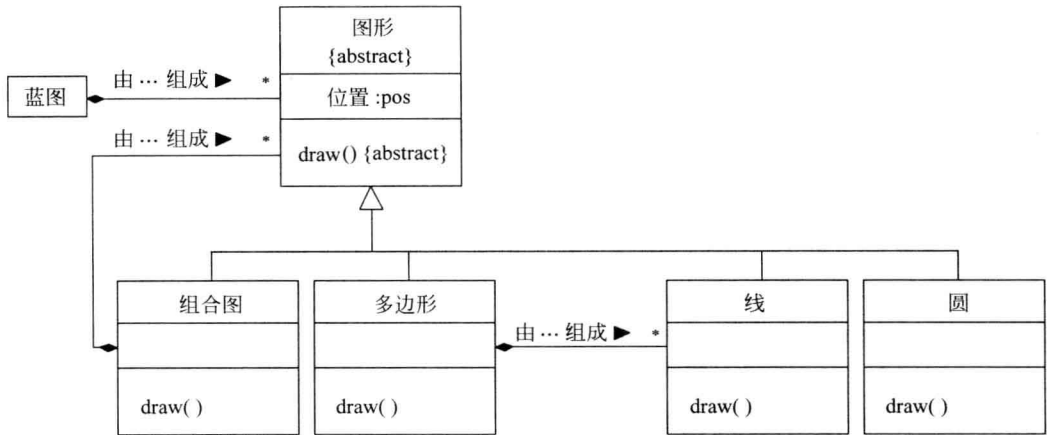 图形
{abstract}
由 … 组成 ▶ *
蓝图
位置 :pos
由 … 组成 ▶ *
draw() {abstract}
组合图
多边形
线
圆
由 … 组成 ▶ *
draw( )
draw( )
draw( )
draw( )